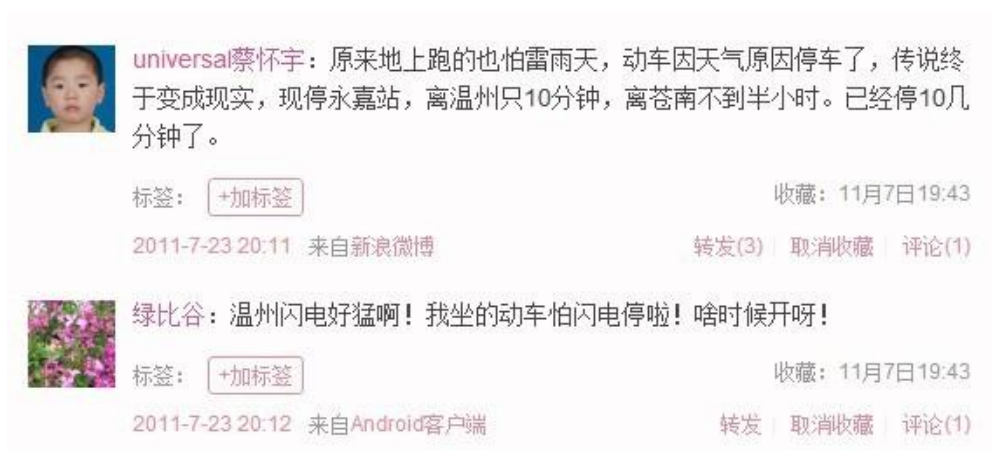 universal蔡怀宇：原来地上跑的也怕雷雨天，动车因天气原因停车了，传说终
于变成现实，现停永嘉站，离温州只10分钟，离苍南不到半小时。已经停10几
分钟了。
标签： +加标签 收藏：11月7日19:43
2011-7-23 20:11 来自新浪微博 转发(3) 取消收藏 评论(1)
绿比谷：温州闪电好猛啊！我坐的动车怕闪电停啦！啥时候开呀！
标签： +加标签 收藏：11月7日19:43
2011-7-23 20:12 来自Android客户端 转发 取消收藏 评论(1)